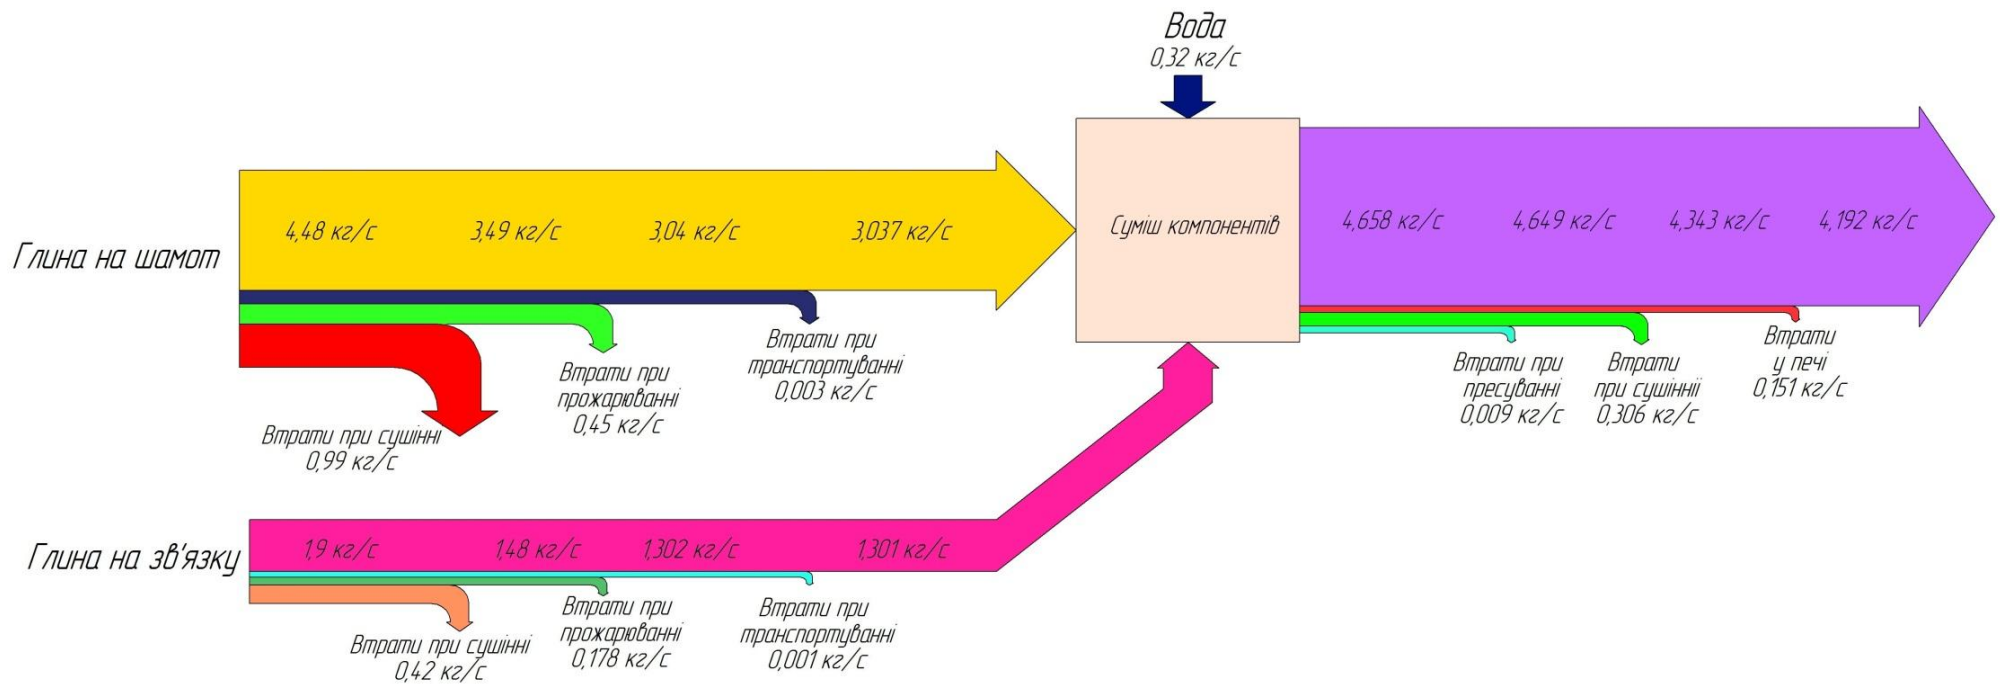 Вода
0,32 кг/с
Глина на шамот
4,48 кг/с
3,49 кг/с
3,04 кг/с
3,037 кг/с
Суміш компонентів
4,658 кг/с
4,649 кг/с
4,343 кг/с
4,192 кг/с
Втрати при сушінні
0,99 кг/с
Втрати при
прожарюванні
0,45 кг/с
Втрати при
транспортуванні
0,003 кг/с
Втрати при
пресуванні
0,009 кг/с
Втрати
при сушінніі
0,306 кг/с
Втрати
у печі
0,151 кг/с
Глина на зв'язку
1,9 кг/с
1,48 кг/с
1,302 кг/с
1,301 кг/с
Втрати при сушінні
0,42 кг/с
Втрати при
прожарюванні
0,178 кг/с
Втрати при
транспортуванні
0,001 кг/с